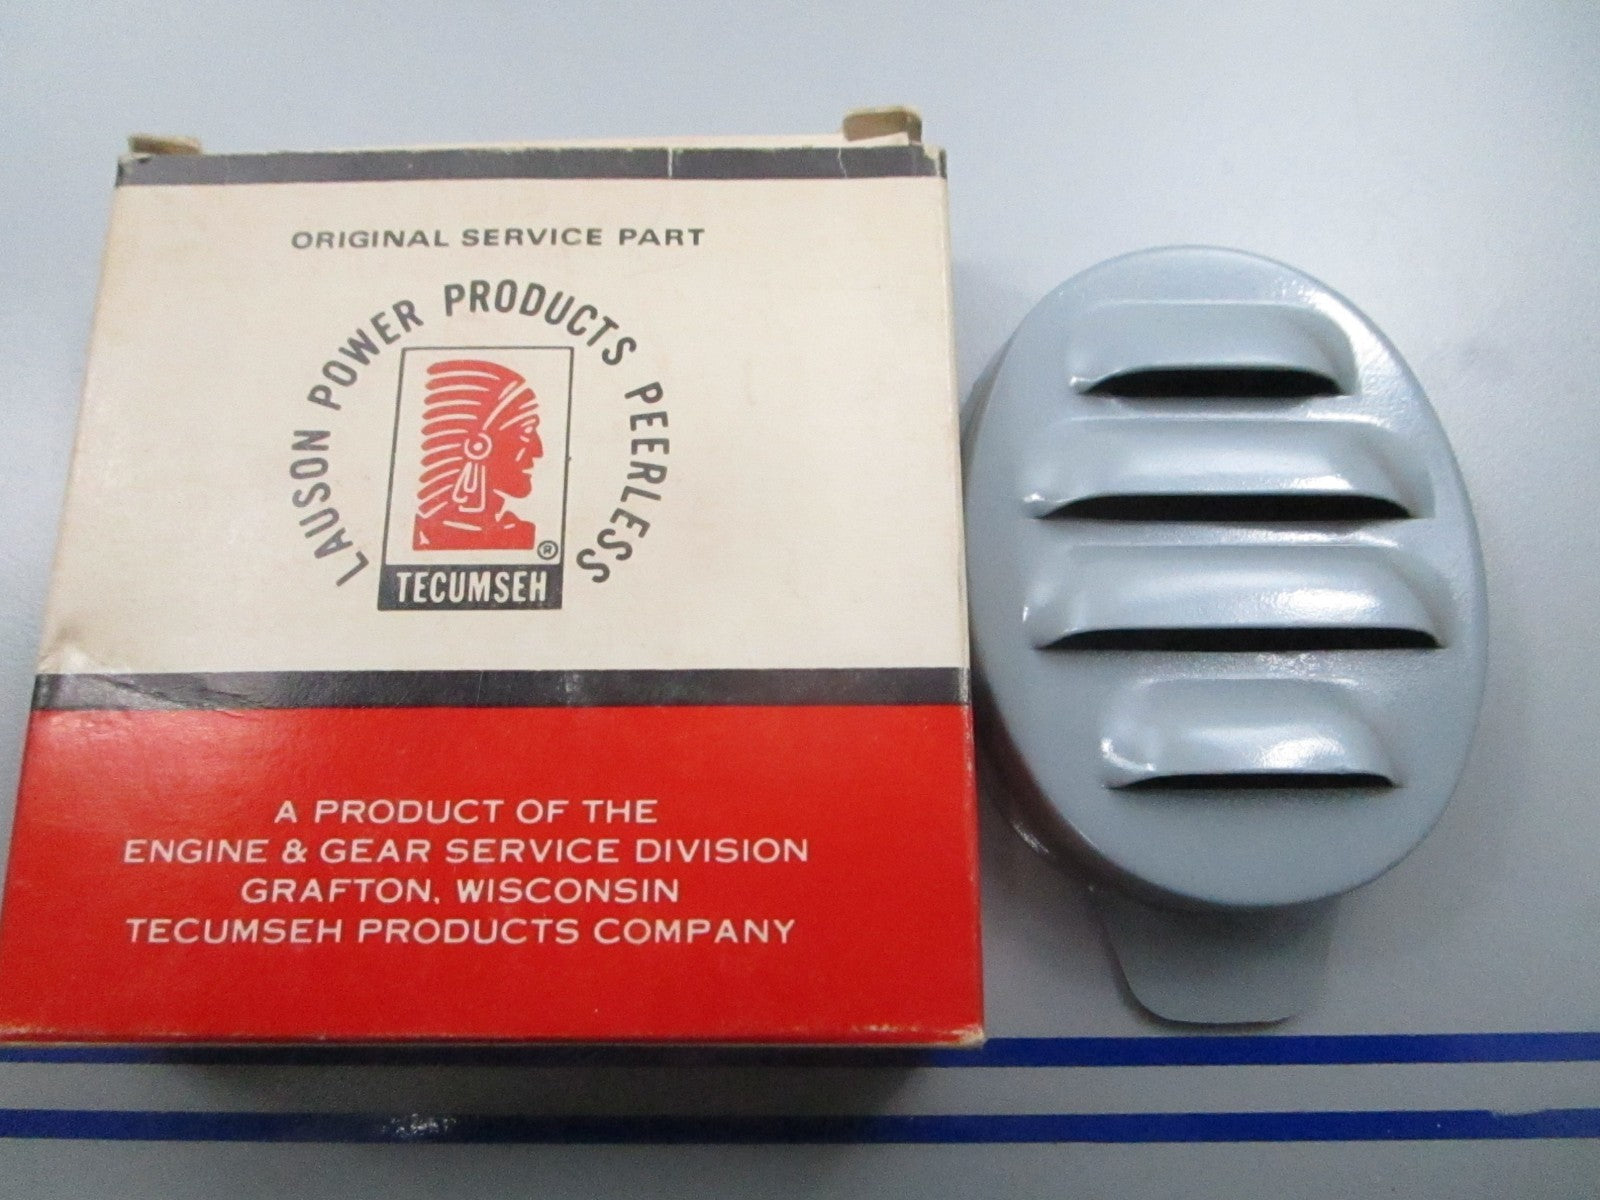 ORIGINAL SERVICE PART
LAUSON POWER PRODUCTS PEERLESS
®
TECUMSEH
A PRODUCT OF THE
ENGINE & GEAR SERVICE DIVISION
GRAFTON, WISCONSIN
TECUMSEH PRODUCTS COMPANY